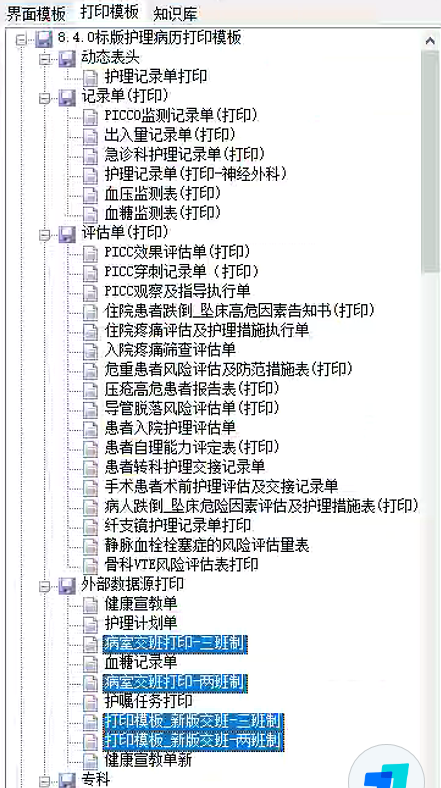 界面模板 打印模板 知识库
8.4.0标版护理病历打印模板
动态表头
护理记录单打印
记录单(打印)
PICCO监测记录单(打印)
出入量记录单(打印)
急诊科护理记录单(打印)
护理记录单(打印-神经外科)
血压监测表(打印)
血糖监测表(打印)
评估单(打印)
PICC效果评估单(打印)
PICC穿刺记录单（打印）
PICC观察及指导执行单
住院患者跌倒_坠床高危因素告知书(打印)
住院疼痛评估及护理措施执行单
入院疼痛筛查评估单
危重患者风险评估及防范措施表(打印)
压疮高危患者报告表(打印)
导管脱落风险评估单(打印)
患者入院护理评估单
患者自理能力评定表(打印)
患者转科护理交接记录单
手术患者术前护理评估及交接记录单
病人跌倒_坠床危险因素评估及护理措施表(打印)
纤支镜护理记录单打印
静脉血栓栓塞症的风险评估量表
骨科VTE风险评估表打印
外部数据源打印
健康宣教单
护理计划单
病室交班打印-三班制
血糖记录单
病室交班打印-两班制
护嘱任务打印
打印模板_新版交班-三班制
打印模板_新版交班-两班制
健康宣教单新
专科